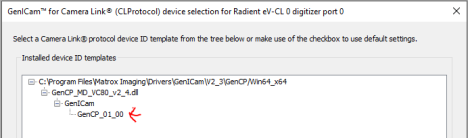 GenICam™ for Camera Link® (CLProtocol) device selection for Radient eV-CL 0 digitizer port 0
Select a Camera Link® protocol device ID template from the tree below or make use of the checkbox to use default settings.
Installed device ID templates
C:\Program Files\Matrox Imaging\Drivers\GenICam\V2_3\GenCP/Win64_x64
GenCP_MD_VC80_v2_4.dll
GenICam
GenCP_01_00